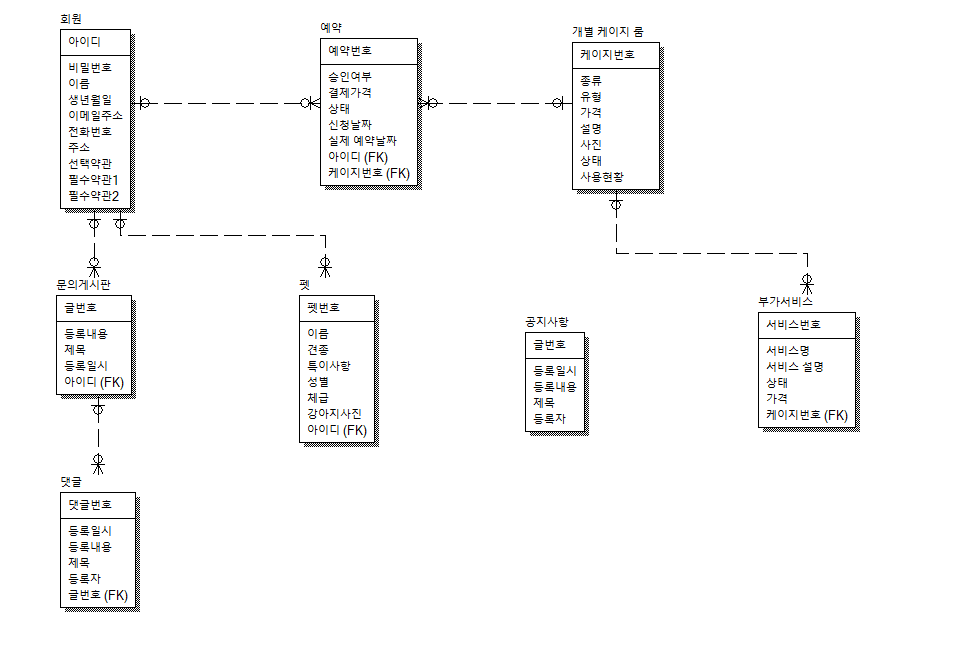 회원
아이디
비밀번호
이름
생년월일
이메일주소
전화번호
주소
선택약관
필수약관1
필수약관2
예약
예약번호
승인여부
결제가격
상태
신청날짜
실제 예약날짜
아이디 (FK)
케이지번호 (FK)
개별 케이지 룸
케이지번호
종류
유형
가격
설명
사진
상태
사용현황
문의게시판
글번호
등록내용
제목
등록일시
아이디 (FK)
펫
펫번호
이름
견종
특이사항
성별
체급
강아지사진
아이디 (FK)
공지사항
글번호
등록일시
등록내용
제목
등록자
부가서비스
서비스번호
서비스명
서비스 설명
상태
가격
케이지번호 (FK)
댓글
댓글번호
등록일시
등록내용
제목
등록자
글번호 (FK)